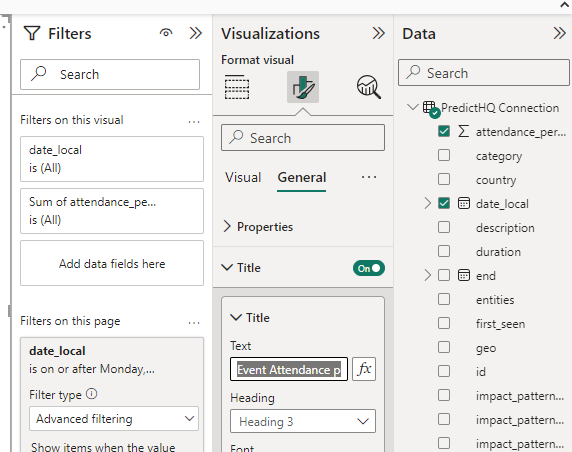 Filters
Search
Filters on this visual
date_local
is (All)
Sum of attendance_pe...
is (All)
Add data fields here
Filters on this page
date_local
is on or after Monday,...
Filter type
Advanced filtering
Show items when the value
Visualizations
Format visual
Search
Visual
General
Properties
Title
On
Title
Text
Event Attendance p
fx
Heading
Heading 3
Font
Data
Search
PredictHQ Connection
attendance_per...
category
country
date_local
description
duration
end
entities
first_seen
geo
id
impact_pattern...
impact_pattern...
impact_pattern...